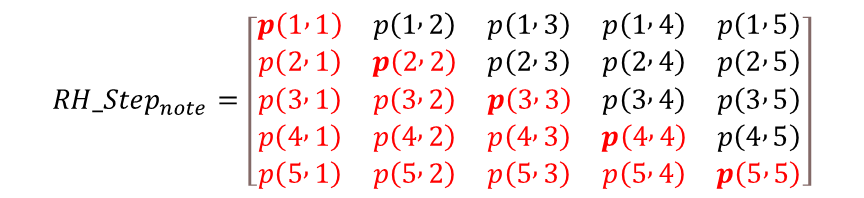 p(1,1) p(1,2) p(1,3) p(1,4) p(1,5)
p(2,1) p(2,2) p(2,3) p(2,4) p(2,5)
RH_Step_note = p(3,1) p(3,2) p(3,3) p(3,4) p(3,5)
p(4,1) p(4,2) p(4,3) p(4,4) p(4,5)
p(5,1) p(5,2) p(5,3) p(5,4) p(5,5)